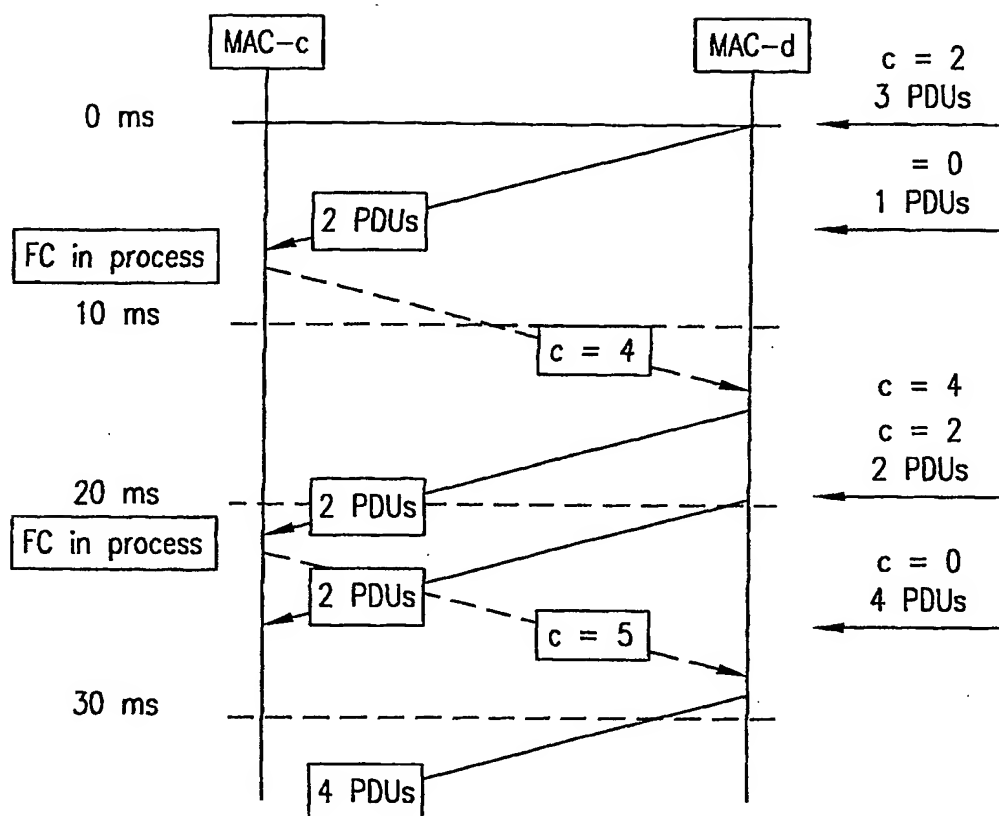 MAC-c
MAC-d
c = 2
3 PDUs
0 ms
= 0
1 PDUs
2 PDUs
FC in process
10 ms
c = 4
c = 4
c = 2
2 PDUs
20 ms
2 PDUs
FC in process
c = 0
4 PDUs
2 PDUs
c = 5
30 ms
4 PDUs